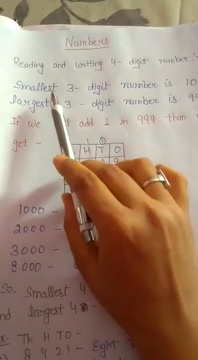 Numbers
Reading and writing 4- digit number :-
Smallest 3- digit number is 10
largest 3 - digit number is 9
If we add 1 in 999 than
get -
H T O
1000 -
2000 -
3000 -
8000 -
So, Smallest 4
nd largest 4
Th H T O -
8 4 2 1 - Eght